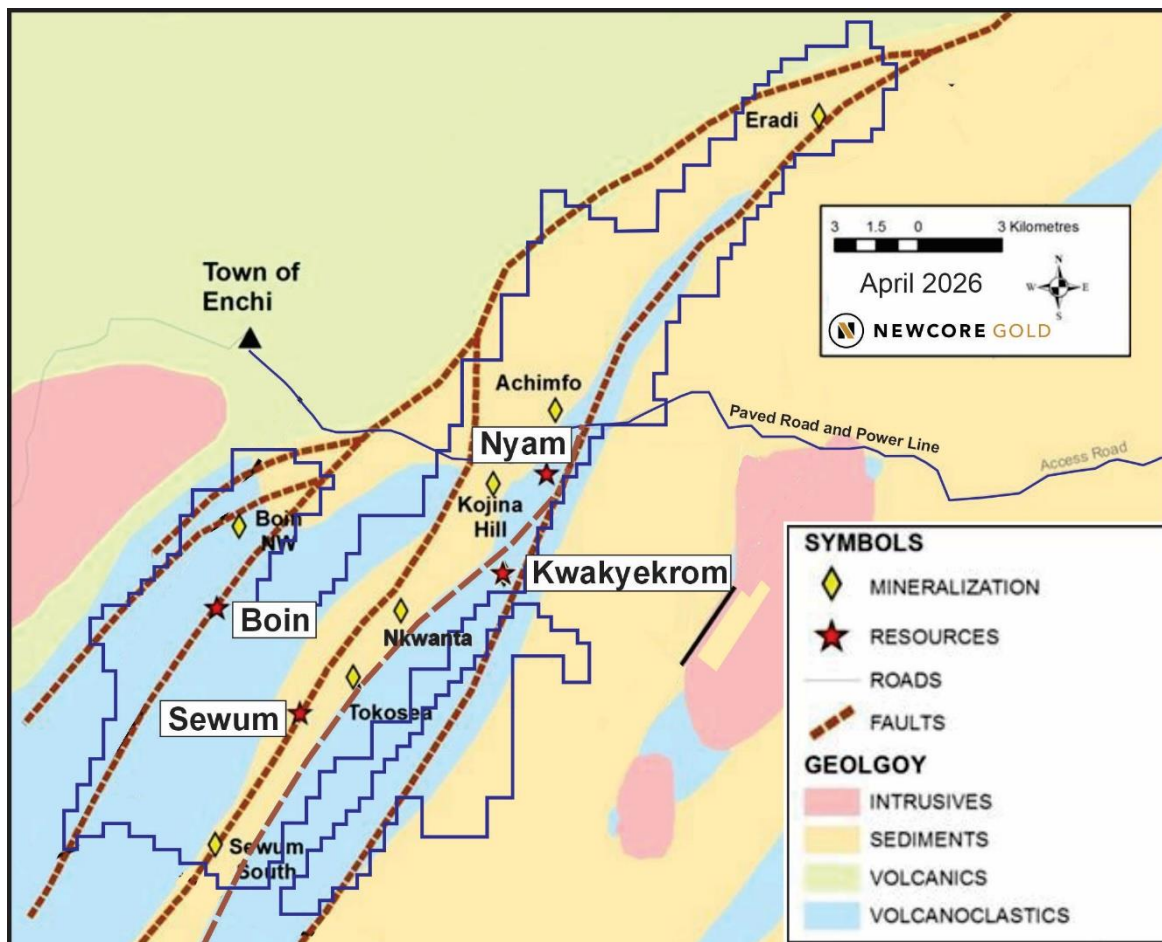 Eradi
3 1.5 0 3 Kilometres
April 2026
N
W E
S
NEWCORE GOLD
Town of
Enchi
Achimfo
Nyam
Paved Road and Power Line
Access Road
Kojina
Hill
Boin
NW
Kwakyekrom
Boin
Nkwanta
Sewum
Tokosea
Sewum
South
SYMBOLS
MINERALIZATION
RESOURCES
ROADS
FAULTS
GEOLGOY
INTRUSIVES
SEDIMENTS
VOLCANICS
VOLCANOCLASTICS